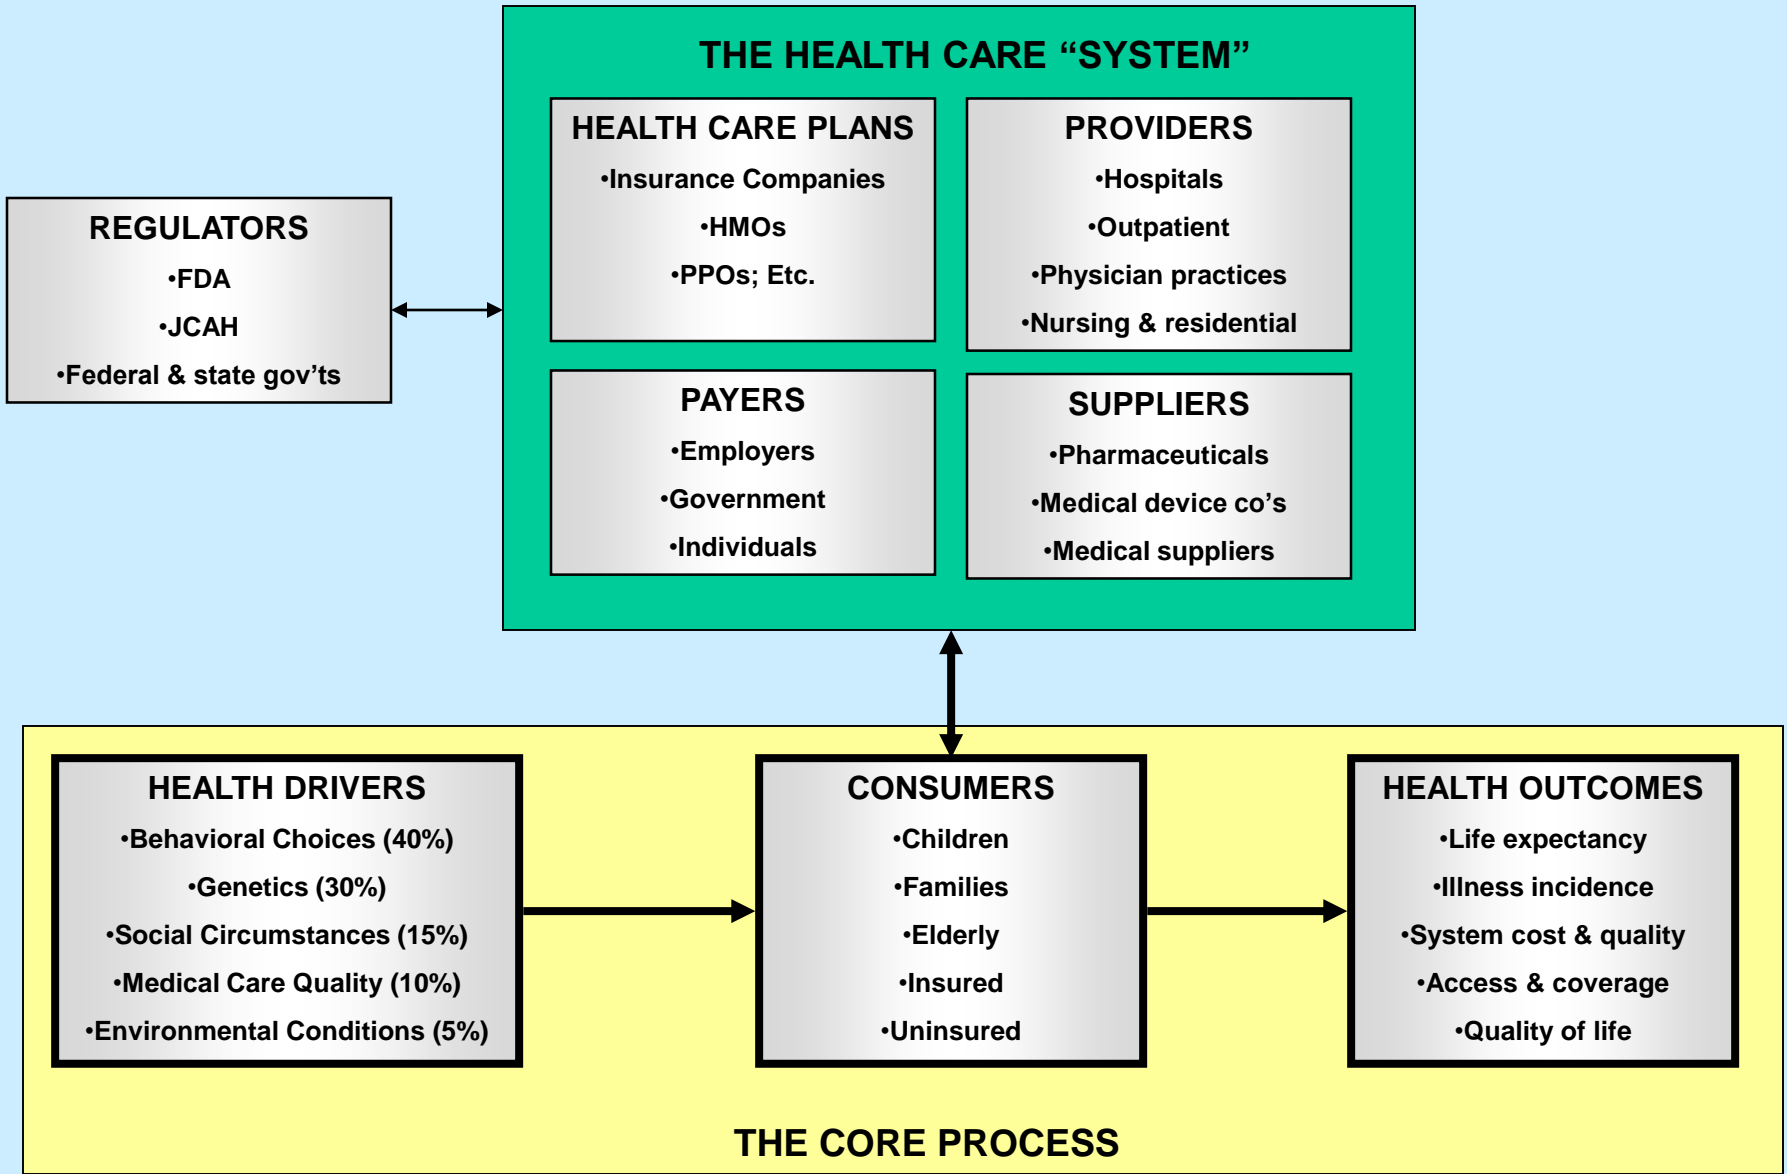 THE HEALTH CARE “SYSTEM”
HEALTH CARE PLANS
•Insurance Companies
•HMOs
•PPOs; Etc.
PROVIDERS
•Hospitals
•Outpatient
•Physician practices
•Nursing & residential
REGULATORS
•FDA
•JCAH
•Federal & state gov’ts
PAYERS
•Employers
•Government
•Individuals
SUPPLIERS
•Pharmaceuticals
•Medical device co’s
•Medical suppliers
HEALTH DRIVERS
•Behavioral Choices (40%)
•Genetics (30%)
•Social Circumstances (15%)
•Medical Care Quality (10%)
•Environmental Conditions (5%)
CONSUMERS
•Children
•Families
•Elderly
•Insured
•Uninsured
HEALTH OUTCOMES
•Life expectancy
•Illness incidence
•System cost & quality
•Access & coverage
•Quality of life
THE CORE PROCESS